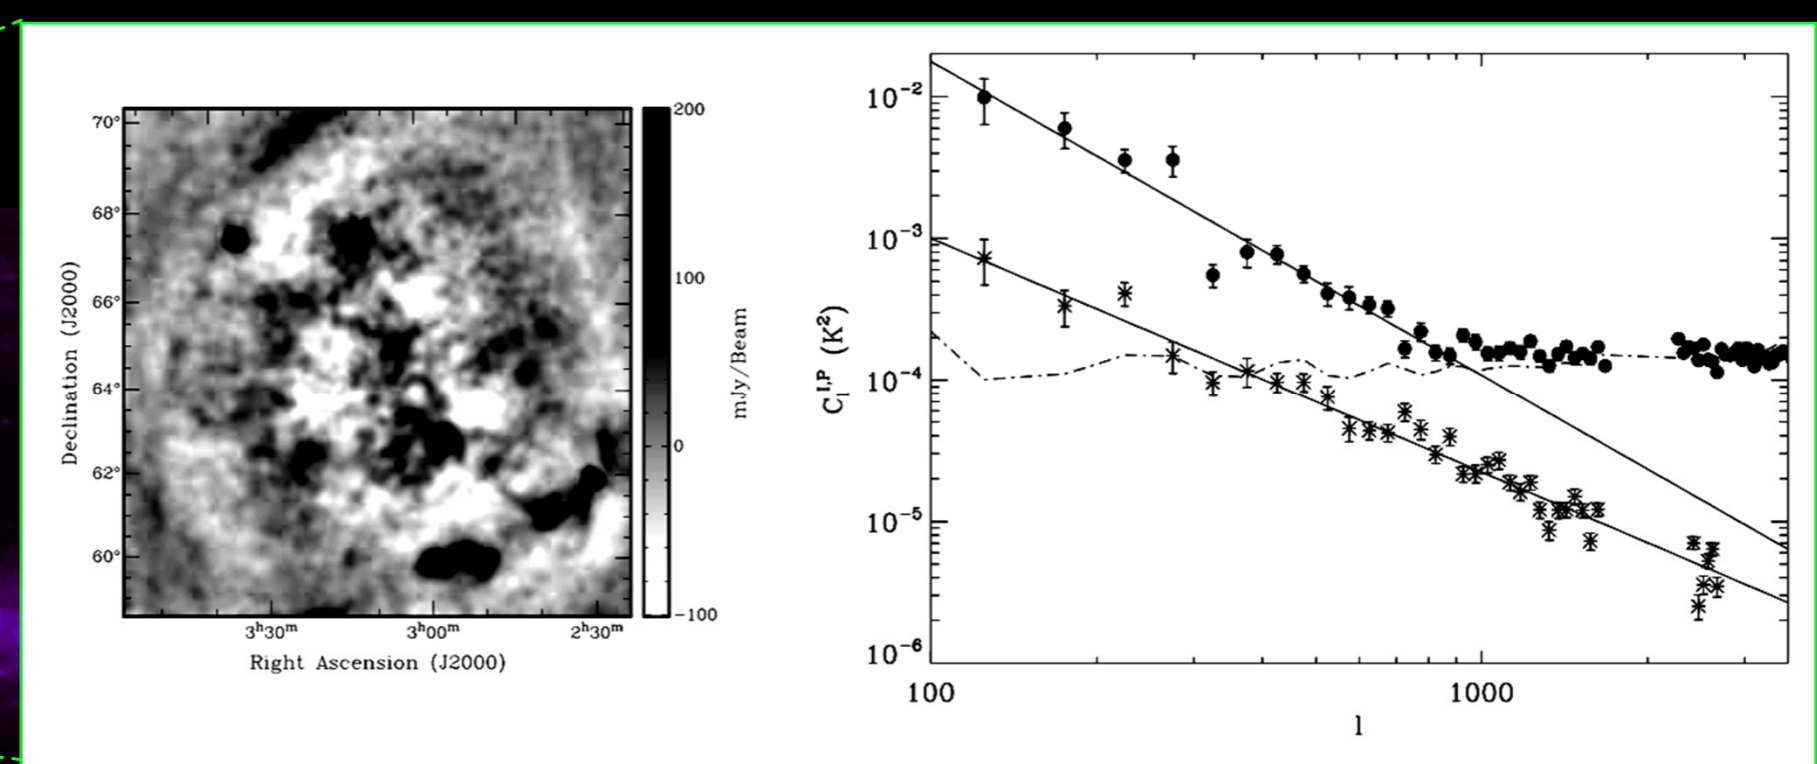 70°
68°
66°
64°
62°
60°
Declination (J2000)
3ʰ30ᵐ
3ʰ00ᵐ
2ʰ30ᵐ
Right Ascension (J2000)
200
100
0
−100
mJy/Beam
10⁻²
10⁻³
10⁻⁴
10⁻⁵
10⁻⁶
Cₗᴵ,ᴾ (K²)
100
1000
l